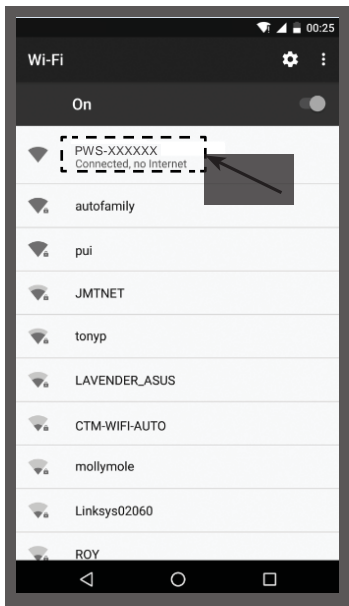 00:25
Wi-Fi
On
PWS-XXXXXX
Connected, no Internet
autofamily
pui
JMTNET
tonyp
LAVENDER_ASUS
CTM-WIFI-AUTO
mollymole
Linksys02060
ROY